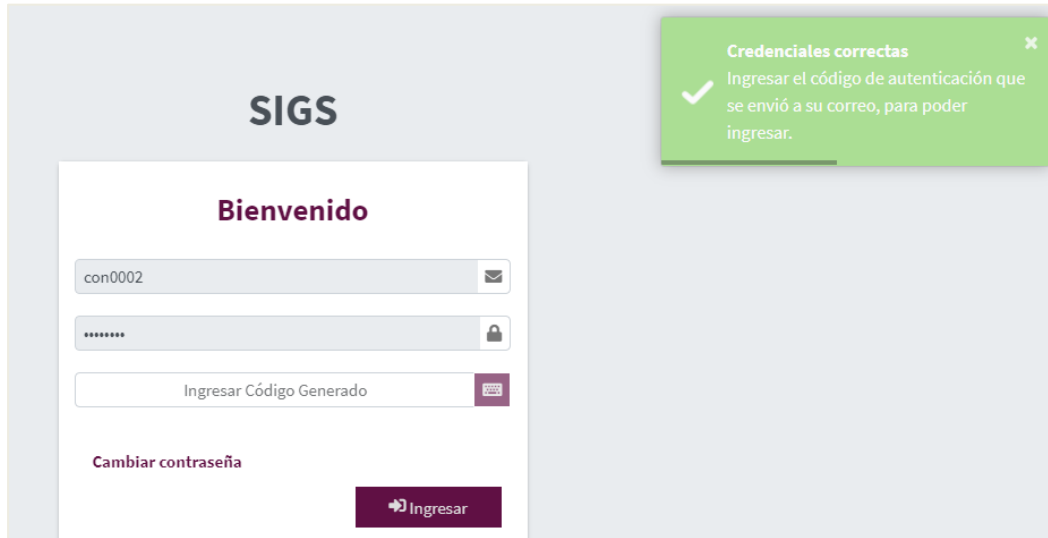 SIGS
Bienvenido
con0002
••••••••
Ingresar Código Generado
Cambiar contraseña
Ingresar
Credenciales correctas
Ingresar el código de autenticación que
se envió a su correo, para poder
ingresar.